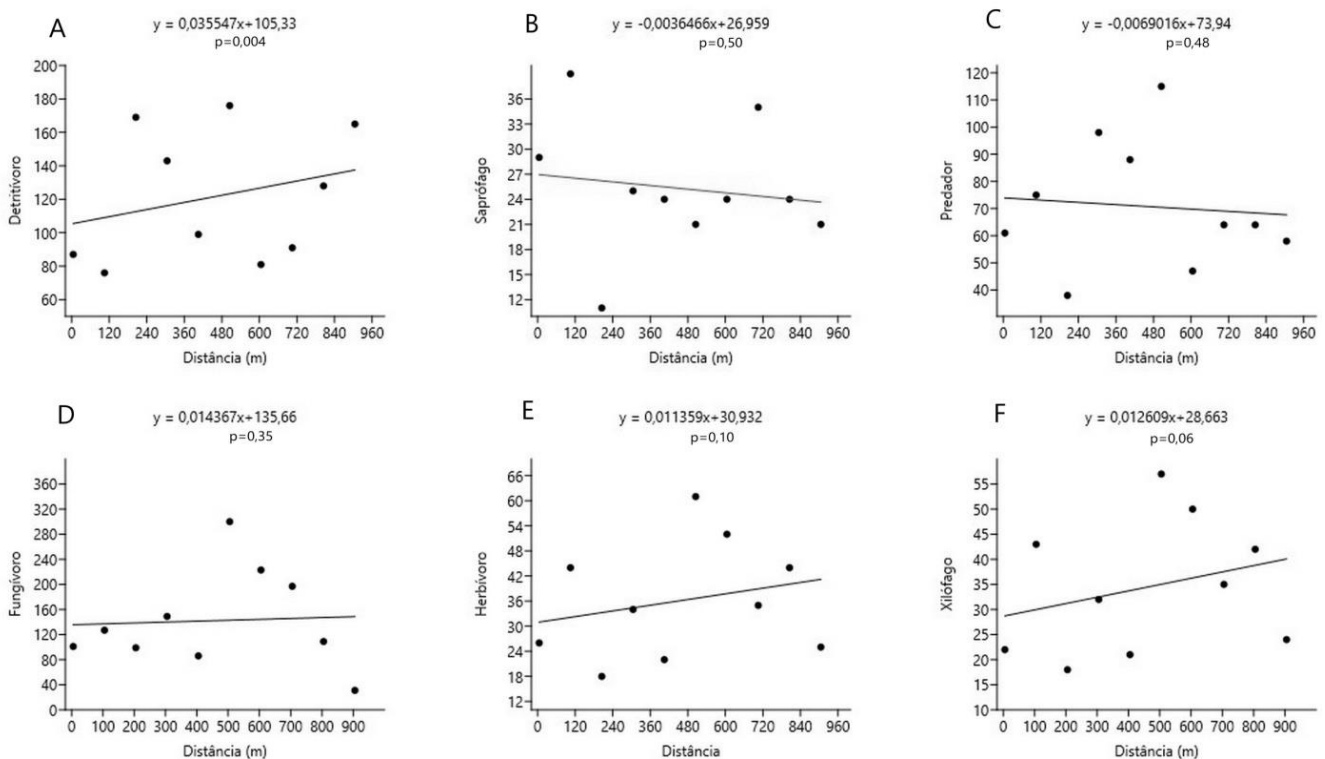 A
y = 0,035547x+105,33
p=0,004
Detritívoro
200
180
160
140
120
100
80
60
0 120 240 360 480 600 720 840 960
Distância (m)
B
y = -0,0036466x+26,959
p=0,50
Saprófago
36
33
30
27
24
21
18
15
12
0 120 240 360 480 600 720 840 960
Distância (m)
C
y = -0,0069016x+73,94
p=0,48
Predador
120
110
100
90
80
70
60
50
40
0 120 240 360 480 600 720 840 960
Distância (m)
D
y = 0,014367x+135,66
p=0,35
Fungívoro
360
320
280
240
200
160
120
80
40
0
0 100 200 300 400 500 600 700 800 900
Distância (m)
E
y = 0,011359x+30,932
p=0,10
Herbívoro
66
60
54
48
42
36
30
24
18
12
0 120 240 360 480 600 720 840 960
Distância
F
y = 0,012609x+28,663
p=0,06
Xilófago
55
50
45
40
35
30
25
20
15
10
0 100 200 300 400 500 600 700 800 900
Distância (m)